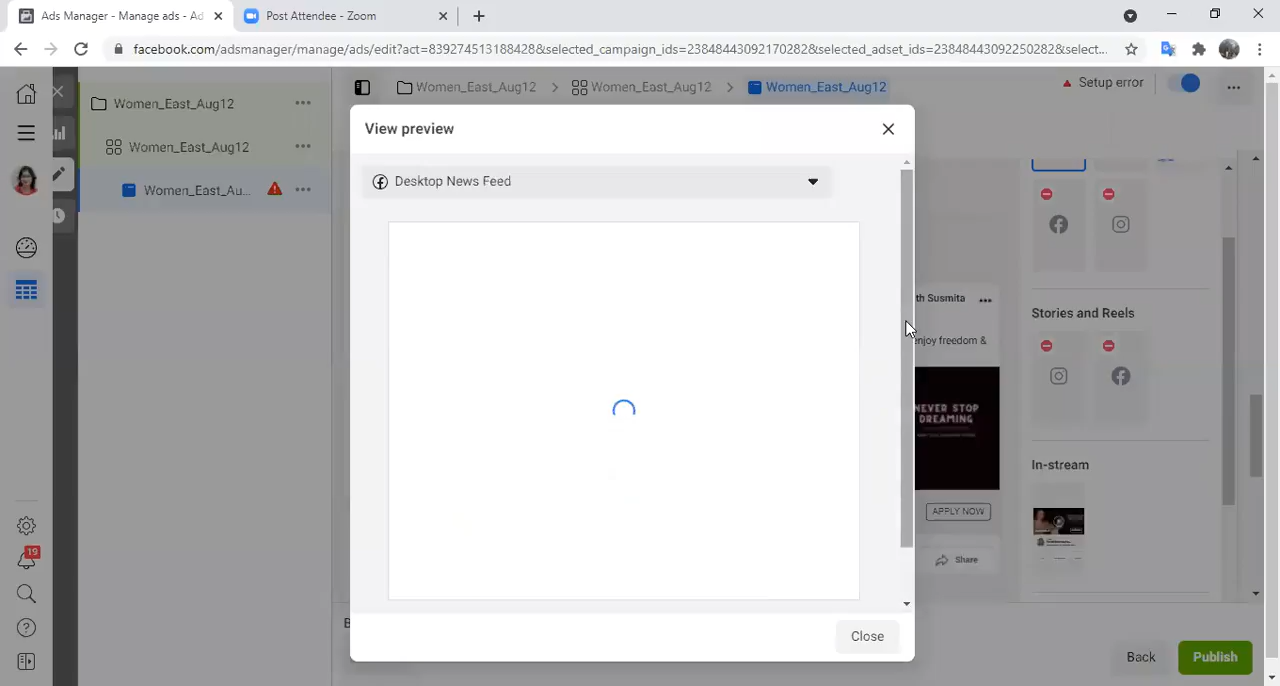 Ads Manager - Manage ads - Ad
Post Attendee - Zoom
facebook.com/adsmanager/manage/ads/edit?act=839274513188428&selected_campaign_ids=23848443092170282&selected_adset_ids=23848443092250282&select...
Women_East_Aug12
Women_East_Aug12
Women_East_Au...
Women_East_Aug12
Women_East_Aug12
Women_East_Aug12
Setup error
View preview
Desktop News Feed
th Susmita
enjoy freedom &
NEVER STOP
DREAMING
APPLY NOW
Share
Stories and Reels
In-stream
19
Close
Back
Publish